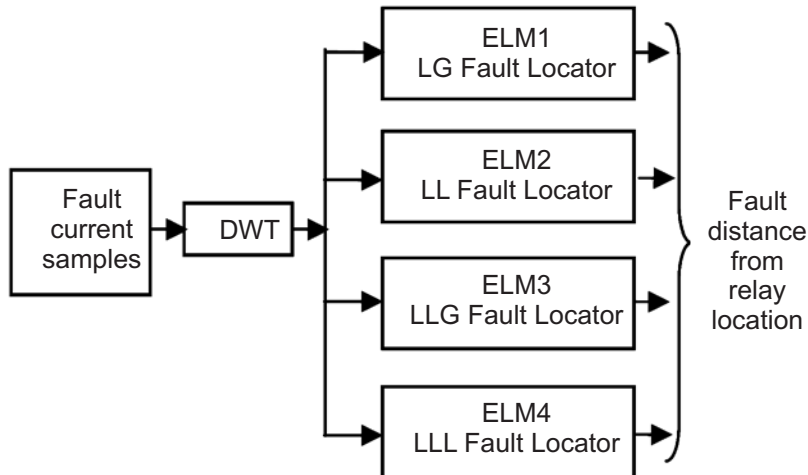 Fault
current
samples
DWT
ELM1
LG Fault Locator
ELM2
LL Fault Locator
ELM3
LLG Fault Locator
ELM4
LLL Fault Locator
Fault
distance
from
relay
location